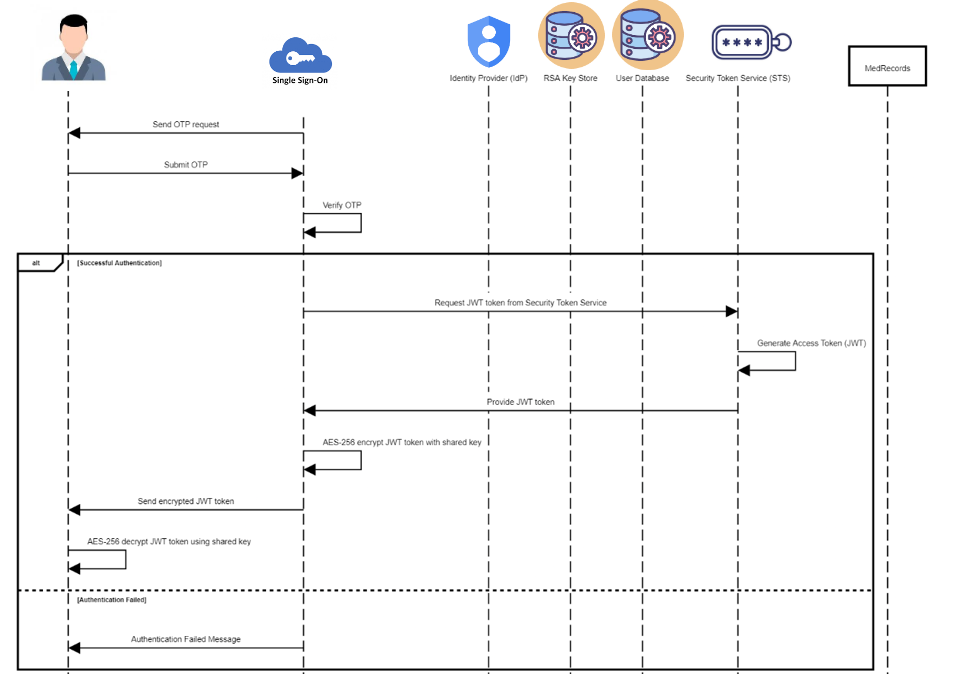 Single Sign-On
Identity Provider (IdP)
RSA Key Store
User Database
****
Security Token Service (STS)
MedRecords
Send OTP request
Submit OTP
Verify OTP
alt
[Successful Authentication]
Request JWT token from Security Token Service
Generate Access Token (JWT)
Provide JWT token
AES-256 encrypt JWT token with shared key
Send encrypted JWT token
AES-256 decrypt JWT token using shared key
[Authentication Failed]
Authentication Failed Message